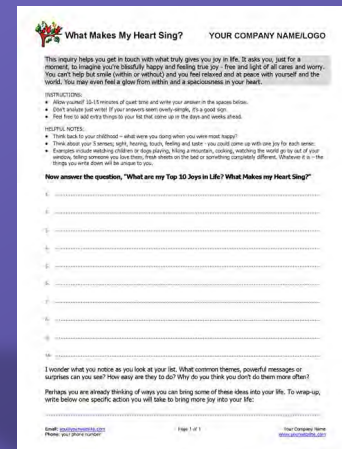 What Makes My Heart Sing? YOUR COMPANY NAME/LOGO
This inquiry helps you get in touch with what truly gives you joy in life. It asks you, just for a
moment, to imagine you're blissfully happy and feeling true joy - free and light of all cares and worry.
You can't help but smile (within or without) and you feel relaxed and at peace with yourself and the
world. You may even feel a glow from within and a spaciousness in your heart.
INSTRUCTIONS:
• Allow yourself 10-15 minutes of quiet time and write your answer in the spaces below.
• Don't analyze just write! If your answers seem overly-simple, it's a good sign.
• Feel free to add extra things to your list that come up in the days and weeks ahead.
HELPFUL NOTES:
• Think back to your childhood – what were you doing when you were most happy?
• Think about your 5 senses; sight, hearing, touch, feeling and taste - you could come up with one joy for each sense.
• Examples include watching children or dogs playing, hiking a mountain, cooking, watching the world go by out of your
window, telling someone you love them, fresh sheets on the bed or something completely different. Whatever it is – the
things you write down will be unique to you.
Now answer the question, "What are my Top 10 Joys in Life? What Makes my Heart Sing?"
1.
2.
3.
4.
5.
6.
7.
8.
9.
10.
I wonder what you notice as you look at your list. What common themes, powerful messages or
surprises can you see? How easy are they to do? Why do you think you don't do them more often?
Perhaps you are already thinking of ways you can bring some of these ideas into your life. To wrap-up,
write below one specific action you will take to bring more joy into your life:
Email: you@yourwebsite.com Page 1 of 1 Your Company Name
Phone: your phone number www.yourwebsite.com